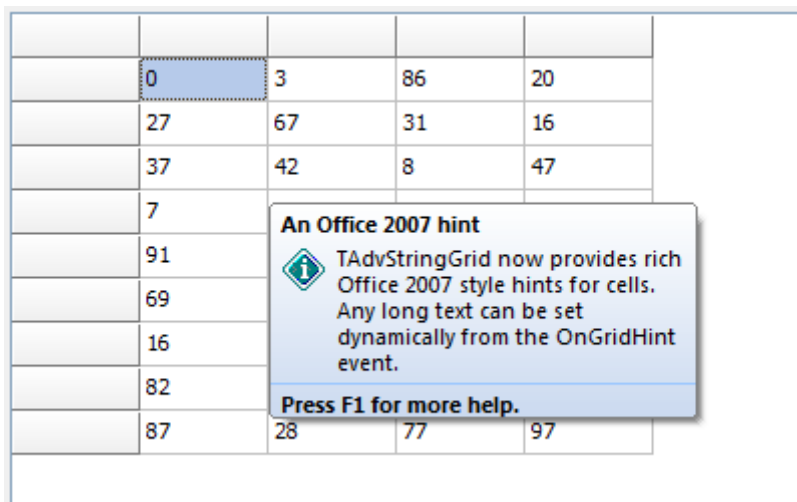 0 3 86 20
27 67 31 16
37 42 8 47
7
An Office 2007 hint
91
TAdvStringGrid now provides rich
Office 2007 style hints for cells.
69
Any long text can be set
dynamically from the OnGridHint
16
event.
82
Press F1 for more help.
87 28 77 97